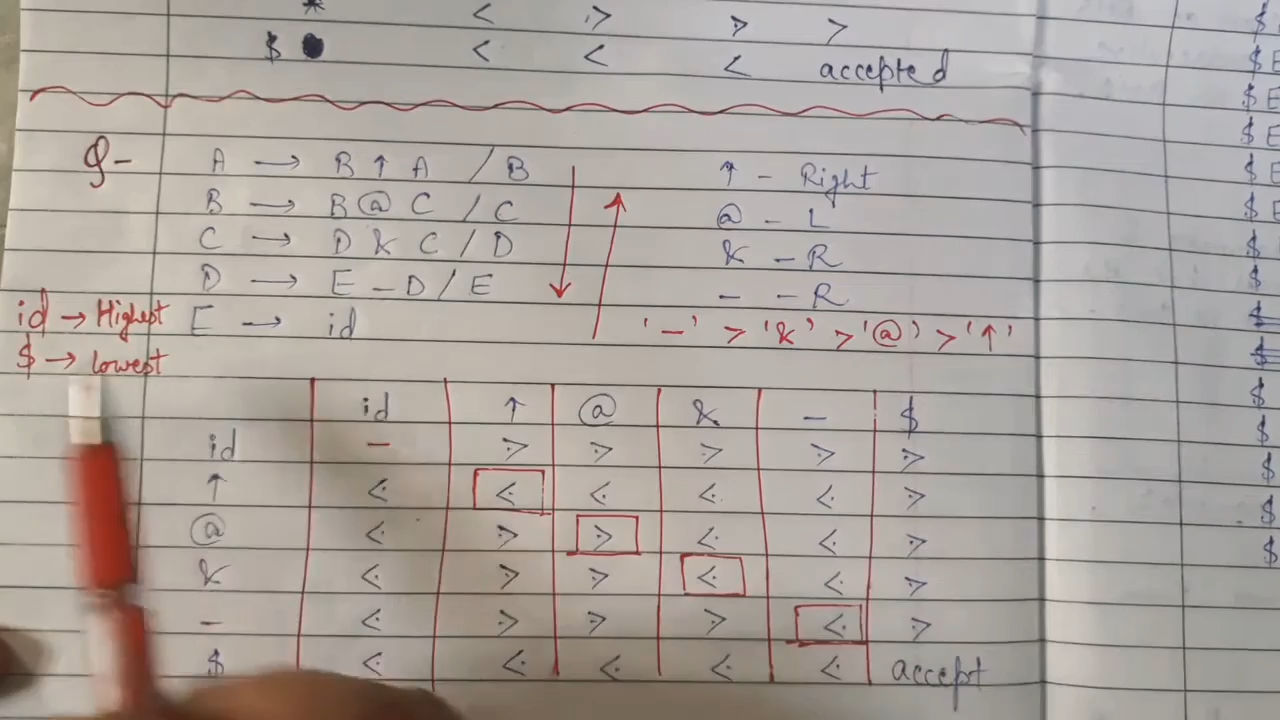 * < ⋗ ⋗ >
$ < < < accepted
Q- A → B ↑ A / B
B → B @ C / C
C → D & C / D
D → E - D / E
E → id
↑ - Right
@ - L
& - R
- - R
'-' > '&' > '@' > '↑'
id → Highest
$ → lowest
id ↑ @ & - $
id - ⋗ ⋗ ⋗ ⋗ ⋗
↑ ⋖ ⋖ ⋖ ⋖ ⋖ ⋗
@ ⋖ ⋗ ⋗ ⋖ ⋖ ⋗
& ⋖ ⋗ ⋗ ⋖ ⋖ ⋗
- ⋖ ⋗ ⋗ ⋗ ⋖ ⋗
$ ⋖ ⋖ ⋖ ⋖ ⋖ accept
$ E
$ E
$ E
$ E
$ E
$
$
$
$
$
$
$
$
$